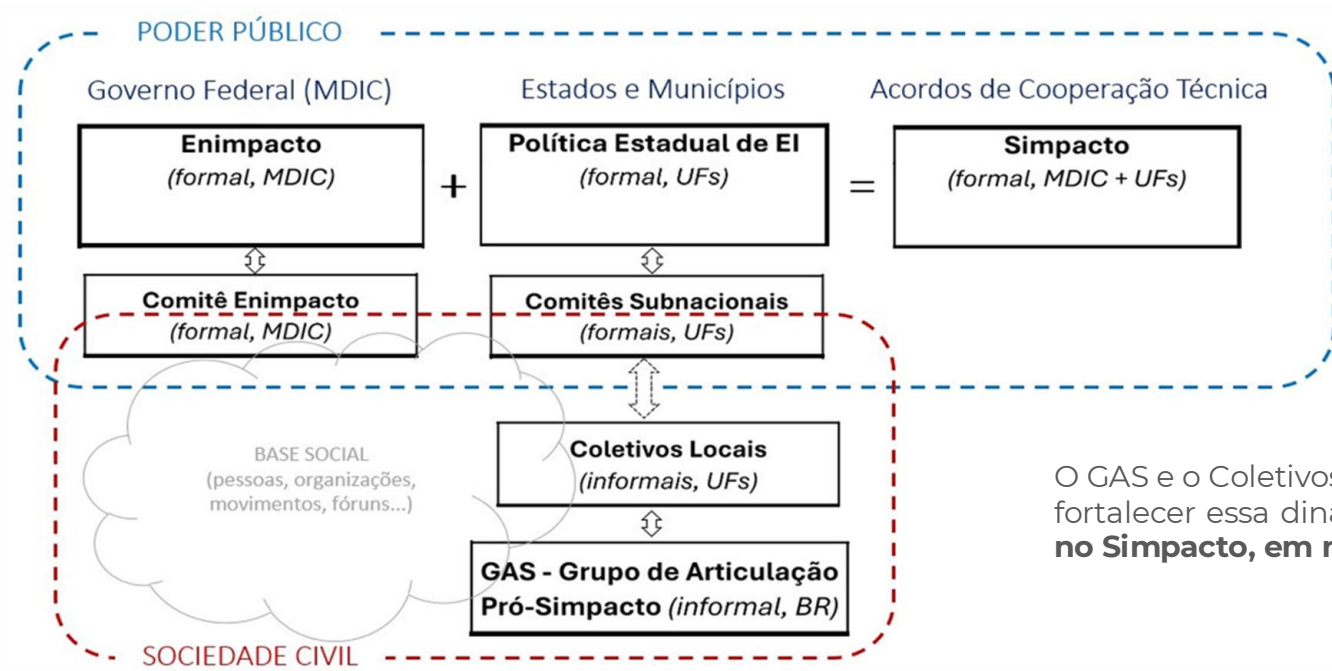 PODER PÚBLICO
Governo Federal (MDIC)
Estados e Municípios
Acordos de Cooperação Técnica
Enimpacto
(formal, MDIC)
+
Política Estadual de EI
(formal, UFs)
=
Simpacto
(formal, MDIC + UFs)
Comitê Enimpacto
(formal, MDIC)
Comitês Subnacionais
(formais, UFs)
BASE SOCIAL
(pessoas, organizações,
movimentos, fóruns...)
Coletivos Locais
(informais, UFs)
GAS - Grupo de Articulação
Pró-Simpacto (informal, BR)
SOCIEDADE CIVIL
O GAS e o Coletivos
fortalecer essa
no Simpacto, em